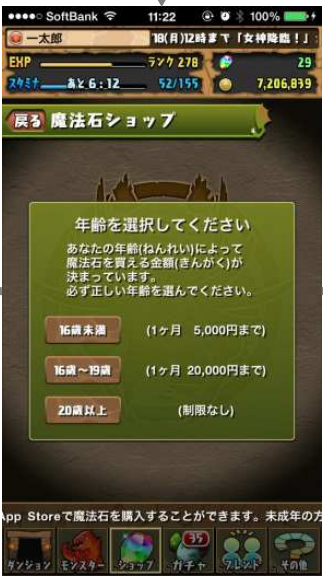 SoftBank 11:22 100%
一太郎 18(月)12時まで「女神降臨!」
EXP ランク 278 29
スタミナ あと 6:12 52/155 7,206,839
戻る 魔法石ショップ
年齢を選択してください
あなたの年齢(ねんれい)によって
魔法石を買える金額(きんがく)が
決まっています。
必ず正しい年齢を選んでください。
16歳未満 (1ヶ月 5,000円まで)
16歳~19歳 (1ヶ月 20,000円まで)
20歳以上 (制限なし)
App Storeで魔法石を購入することができます。未成年の方
35
ダンジョン モンスター ショップ ガチャ フレンド その他